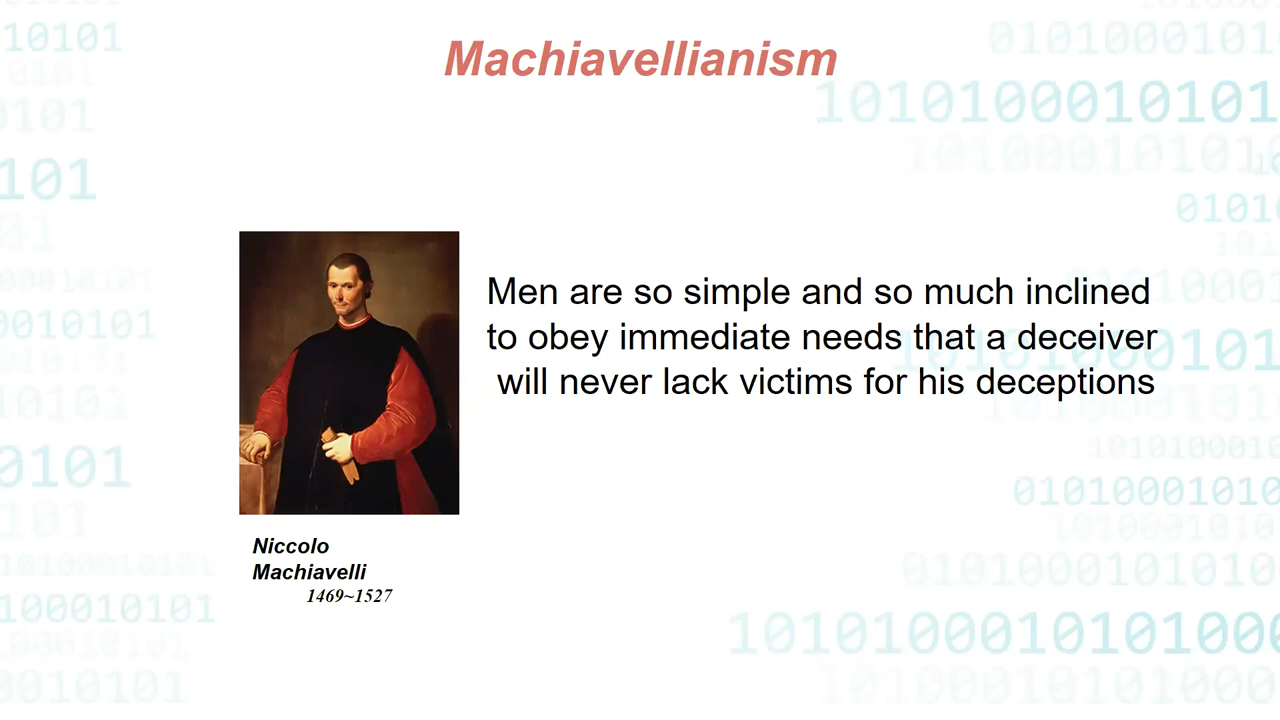 Machiavellianism
Men are so simple and so much inclined
to obey immediate needs that a deceiver
will never lack victims for his deceptions
Niccolo
Machiavelli
1469~1527